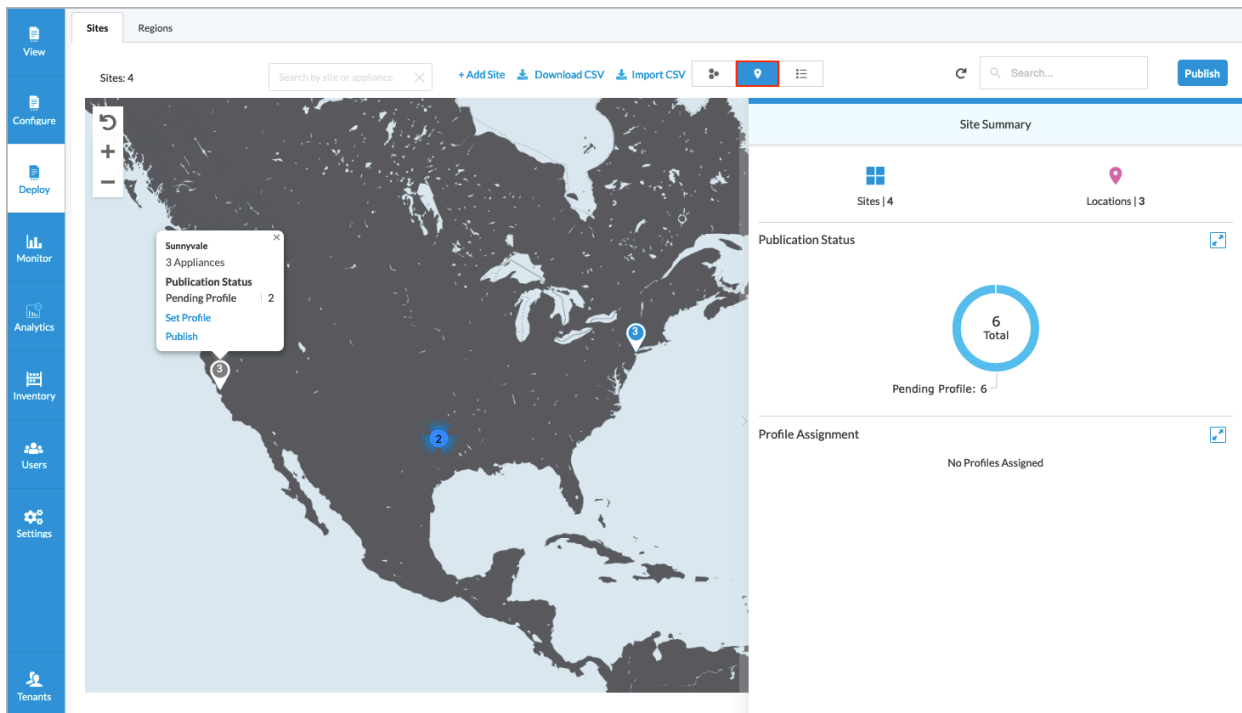 View
Configure
Deploy
Monitor
Analytics
Inventory
Users
Settings
Tenants
Sites Regions
Sites: 4 Search by site or appliance + Add Site Download CSV Import CSV Search... Publish
Sunnyvale
3 Appliances
Publication Status
Pending Profile 2
Set Profile
Publish
3
3
2
Site Summary
Sites | 4 Locations | 3
Publication Status
6
Total
Pending Profile: 6
Profile Assignment
No Profiles Assigned